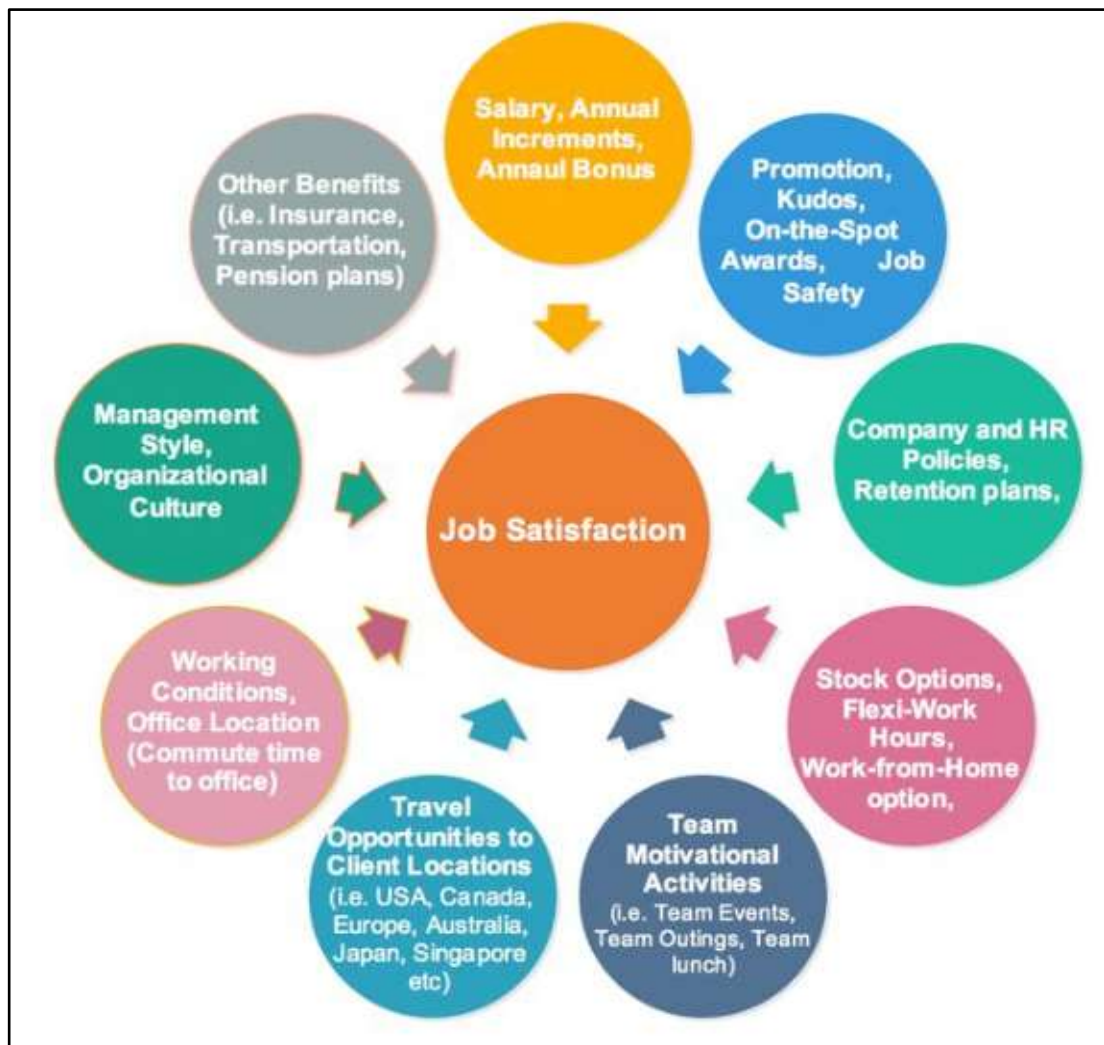 Salary, Annual
Increments,
Annaul Bonus
Promotion,
Kudos,
On-the-Spot
Awards, Job
Safety
Company and HR
Policies,
Retention plans,
Stock Options,
Flexi-Work
Hours,
Work-from-Home
option,
Team
Motivational
Activities
(i.e. Team Events,
Team Outings, Team
lunch)
Travel
Opportunities to
Client Locations
(i.e. USA, Canada,
Europe, Australia,
Japan, Singapore
etc)
Working
Conditions,
Office Location
(Commute time
to office)
Management
Style,
Organizational
Culture
Other Benefits
(i.e. Insurance,
Transportation,
Pension plans)
Job Satisfaction